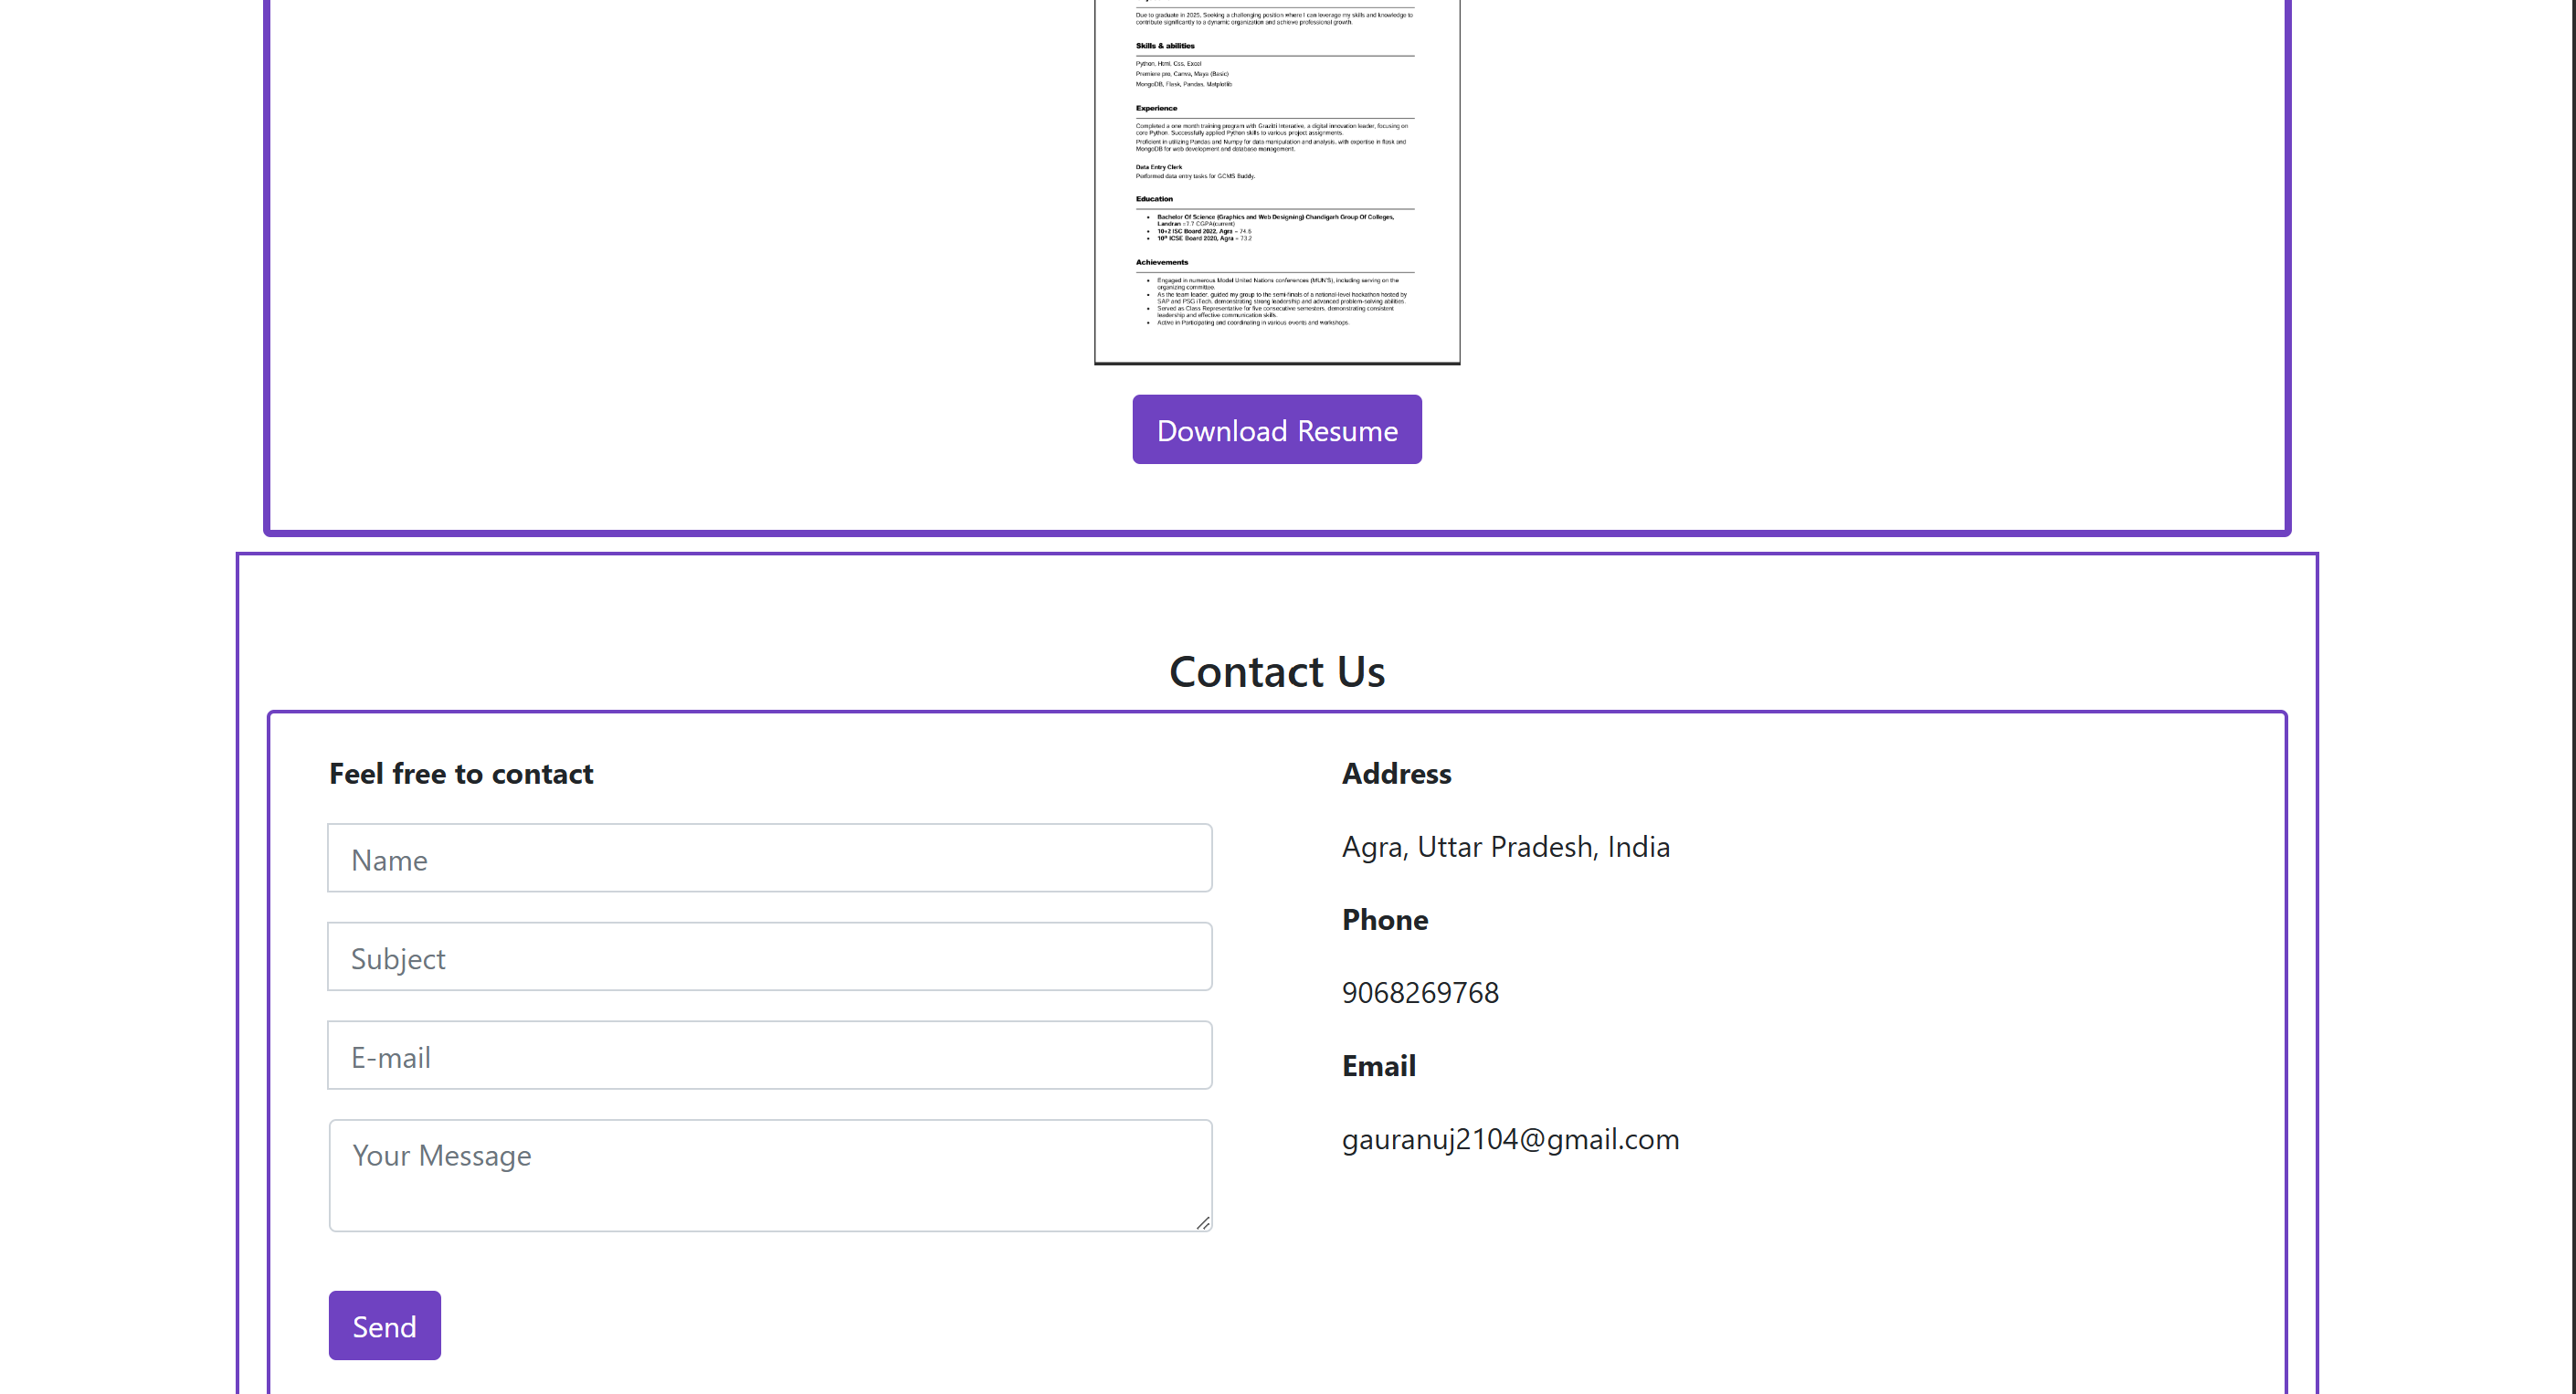 Due to graduate in 2025, Seeking a challenging position where I can leverage my skills and knowledge to
contribute significantly to a dynamic organization and achieve professional growth.
Skills & abilities
Python, Html, Css, Excel
Premiere pro, Canva, Maya (Basic)
MongoDB, Flask, Pandas, Matplotlib
Experience
Completed a one month training program with Grazitti Interative, a digital innovation leader, focusing on
core Python. Successfully applied Python skills to various project assignments.
Proficient in utilizing Pandas and Numpy for data manipulation and analysis, with expertise in flask and
MongoDB for web development and database management.
Data Entry Clerk
Performed data entry tasks for GCMS Buddy.
Education
• Bachelor Of Science (Graphics and Web Designing) Chandigarh Group Of Colleges,
Landran =7.7 CGPA(current)
• 10+2 ISC Board 2022, Agra = 74.6
• 10th ICSE Board 2020, Agra = 73.2
Achievements
• Engaged in numerous Model United Nations conferences (MUN'S), including serving on the
organizing committee.
• As the team leader, guided my group to the semi-finals of a national-level hackathon hosted by
SAP and PSG iTech, demonstrating strong leadership and advanced problem-solving abilities.
• Served as Class Representative for five consecutive semesters, demonstrating consistent
leadership and effective communication skills.
• Active in Participating and coordinating in various events and workshops.
Download Resume
Contact Us
Feel free to contact
Name
Subject
E-mail
Your Message
Send
Address
Agra, Uttar Pradesh, India
Phone
9068269768
Email
gauranuj2104@gmail.com